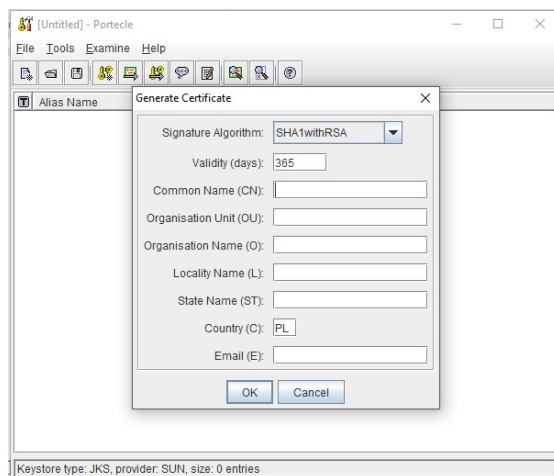 [Untitled] - Portecle
File Tools Examine Help
T Alias Name
Generate Certificate
Signature Algorithm: SHA1withRSA
Validity (days): 365
Common Name (CN):
Organisation Unit (OU):
Organisation Name (O):
Locality Name (L):
State Name (ST):
Country (C): PL
Email (E):
OK Cancel
Keystore type: JKS, provider: SUN, size: 0 entries